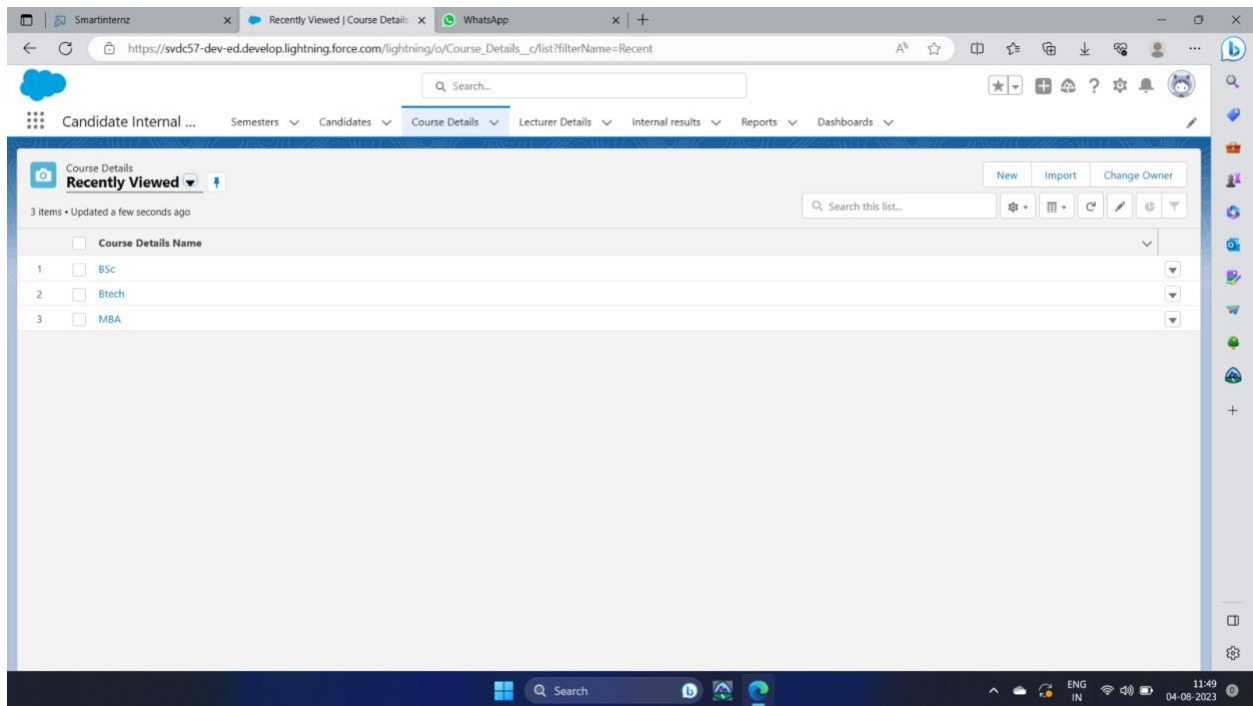 Smartinternz
Recently Viewed | Course Details
WhatsApp
https://svdc57-dev-ed.develop.lightning.force.com/lightning/o/Course_Details__c/list?filterName=Recent
Search...
Candidate Internal ... Semesters Candidates Course Details Lecturer Details Internal results Reports Dashboards
Course Details
Recently Viewed
New Import Change Owner
3 items • Updated a few seconds ago
Search this list...
Course Details Name
1 BSc
2 Btech
3 MBA
Search
ENG
IN
11:49
04-08-2023